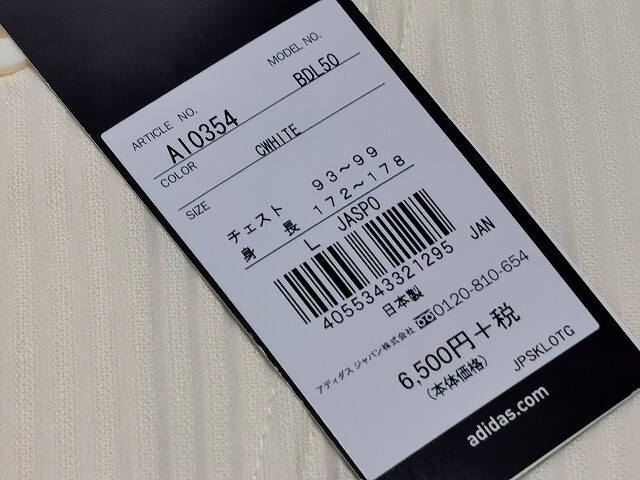 ARTICLE NO.
MODEL NO.
AI0354
BDL50
COLOR
CWHITE
SIZE
チェスト 93~99
身長 172~178
L JASPO
4055343321295 JAN
日本製
アディダス ジャパン株式会社 0120-810-654
6,500円+税
(本体価格)
JPSKLOTG
adidas.com